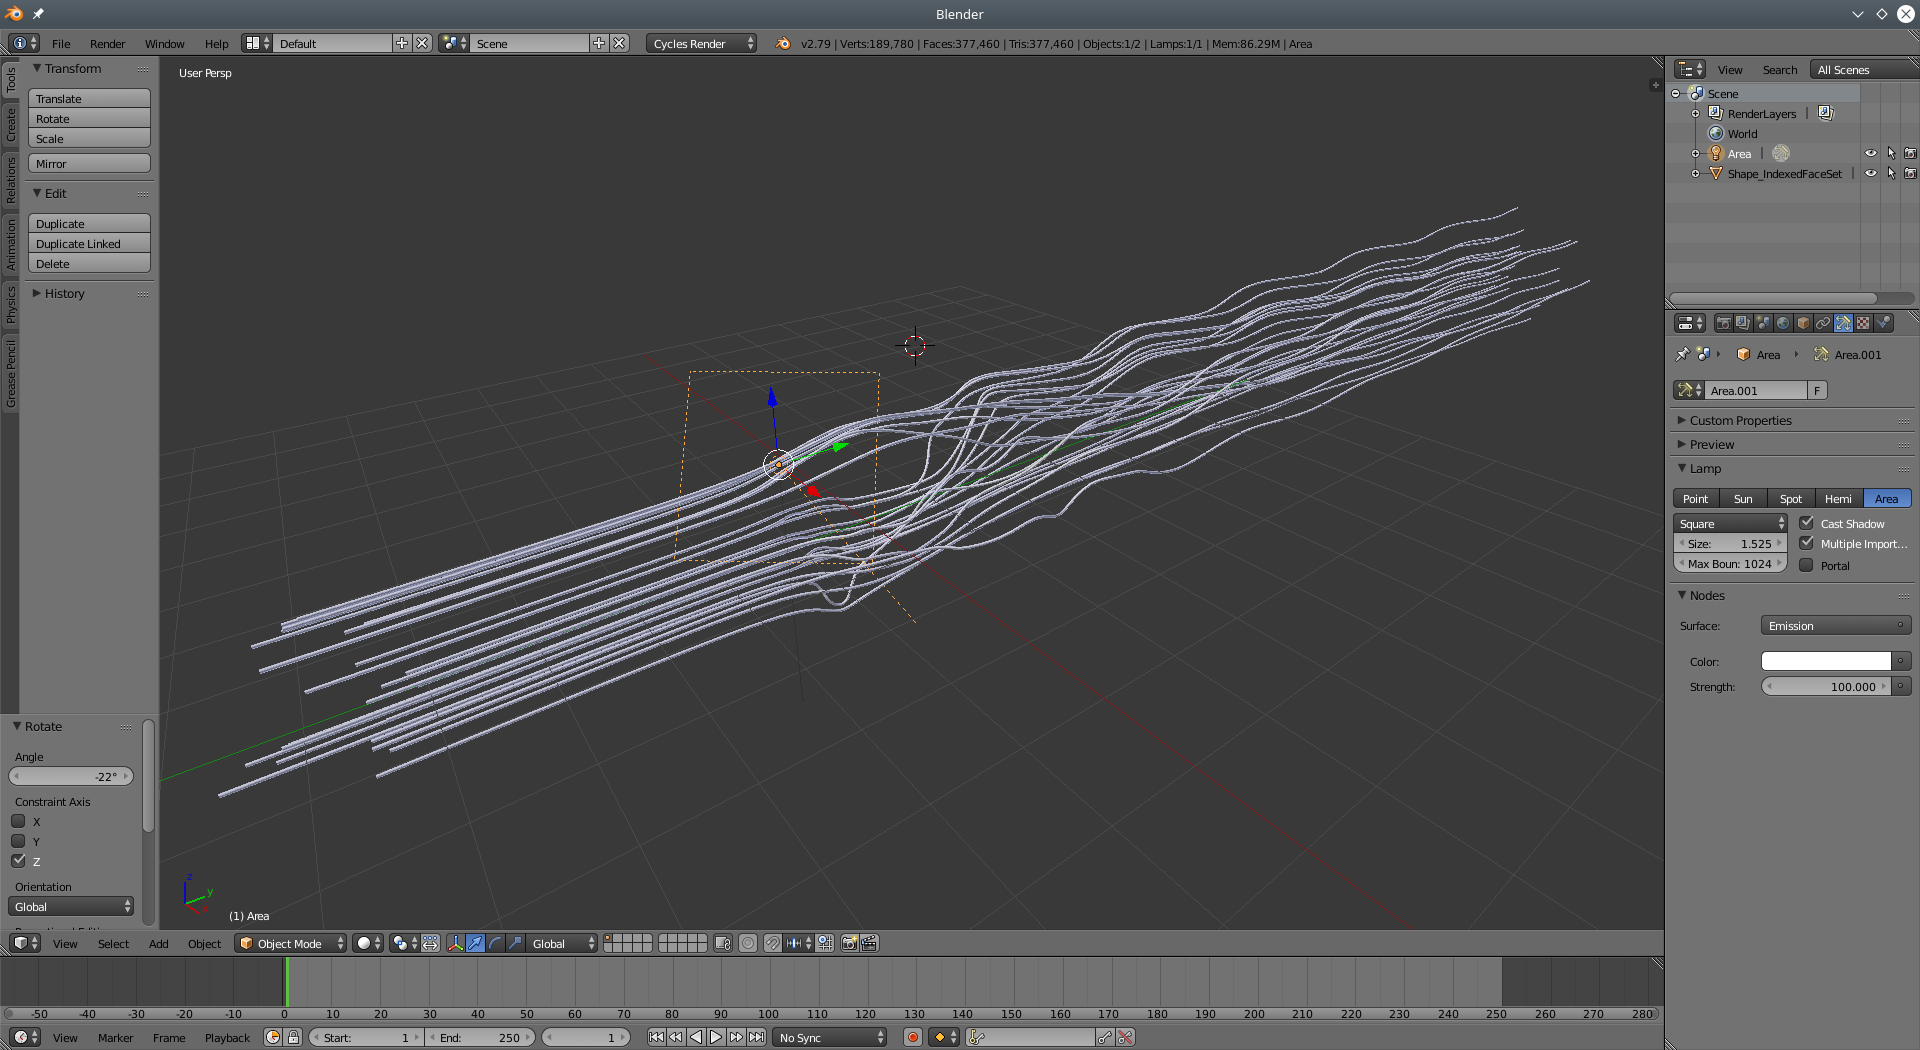 Blender
File Render Window Help Default Scene Cycles Render v2.79 | Verts:189,780 | Faces:377,460 | Tris:377,460 | Objects:1/2 | Lamps:1/1 | Mem:86.29M | Area
Tools
Create
Relations
Animation
Physics
Grease Pencil
Transform
Translate
Rotate
Scale
Mirror
Edit
Duplicate
Duplicate Linked
Delete
History
Rotate
Angle
-22°
Constraint Axis
X
Y
Z
Orientation
Global
User Persp
z
y
x
(1) Area
View Select Add Object Object Mode Global
-50 -40 -30 -20 -10 0 10 20 30 40 50 60 70 80 90 100 110 120 130 140 150 160 170 180 190 200 210 220 230 240 250 260 270 280
View Marker Frame Playback Start: 1 End: 250 1 No Sync
View Search All Scenes
Scene
RenderLayers |
World
Area |
Shape_IndexedFaceSet |
Area Area.001
Area.001 F
Custom Properties
Preview
Lamp
Point Sun Spot Hemi Area
Square Cast Shadow
Size: 1.525 Multiple Import...
Max Boun: 1024 Portal
Nodes
Surface: Emission
Color:
Strength: 100.000